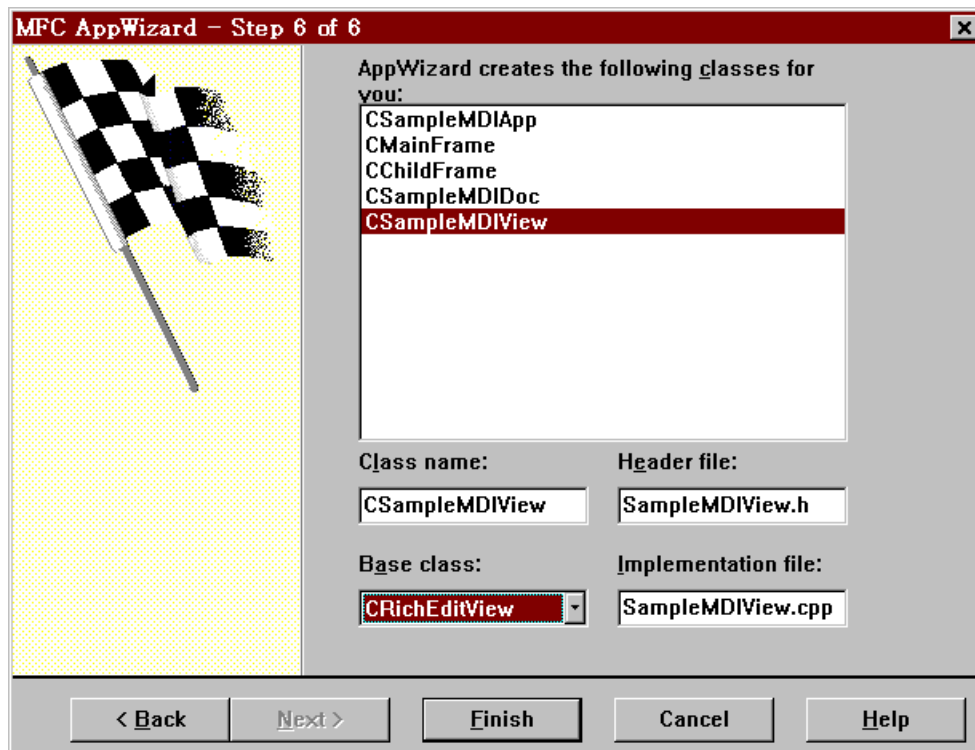 MFC AppWizard – Step 6 of 6
AppWizard creates the following classes for
you:
CSampleMDIApp
CMainFrame
CChildFrame
CSampleMDIDoc
CSampleMDIView
Class name:
Header file:
CSampleMDIView
SampleMDIView.h
Base class:
Implementation file:
CRichEditView
SampleMDIView.cpp
< Back
Next >
Finish
Cancel
Help